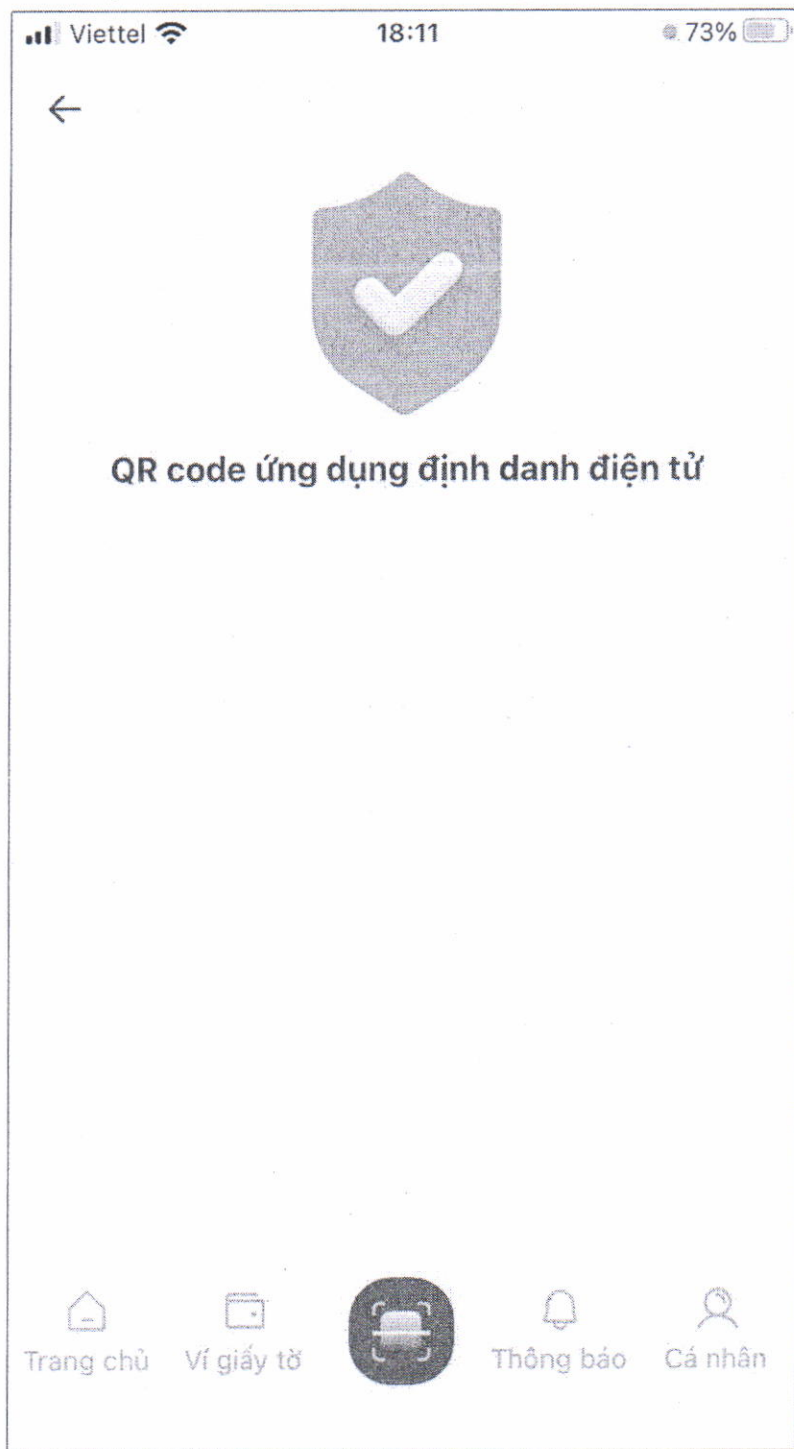 Viettel 18:11 73%
QR code ứng dụng định danh điện tử
Trang chủ Ví giấy tờ Thông báo Cá nhân